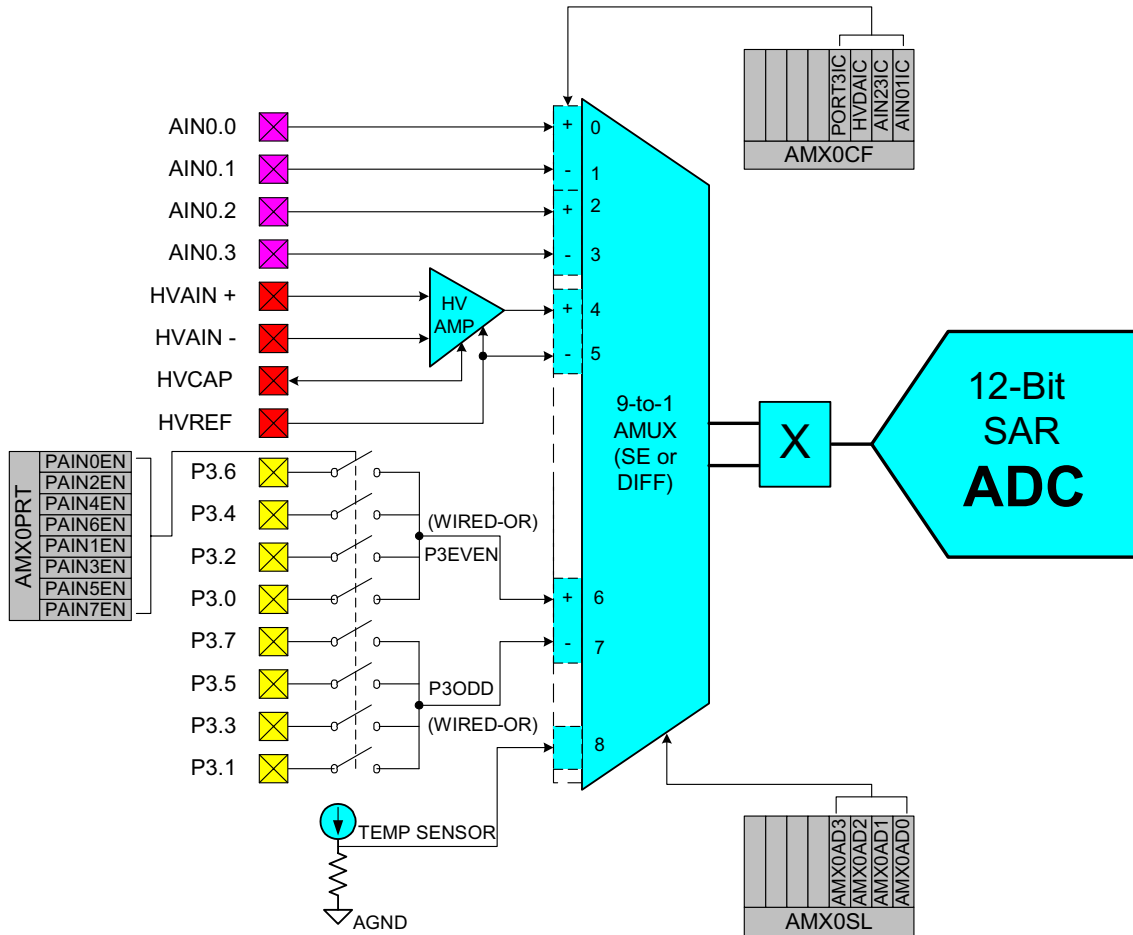 PORT3IC
HVDAIC
AIN23IC
AIN01IC
AMX0CF
AIN0.0
AIN0.1
AIN0.2
AIN0.3
HVAIN +
HVAIN -
HVCAP
HVREF
HV
AMP
+ 0
- 1
+ 2
- 3
+ 4
- 5
9-to-1
AMUX
(SE or
DIFF)
X
12-Bit
SAR
ADC
AMX0PRT
PAIN0EN
PAIN2EN
PAIN4EN
PAIN6EN
PAIN1EN
PAIN3EN
PAIN5EN
PAIN7EN
P3.6
P3.4
P3.2
P3.0
P3.7
P3.5
P3.3
P3.1
(WIRED-OR)
P3EVEN
P3ODD
(WIRED-OR)
+ 6
- 7
8
TEMP SENSOR
AGND
AMX0AD3
AMX0AD2
AMX0AD1
AMX0AD0
AMX0SL